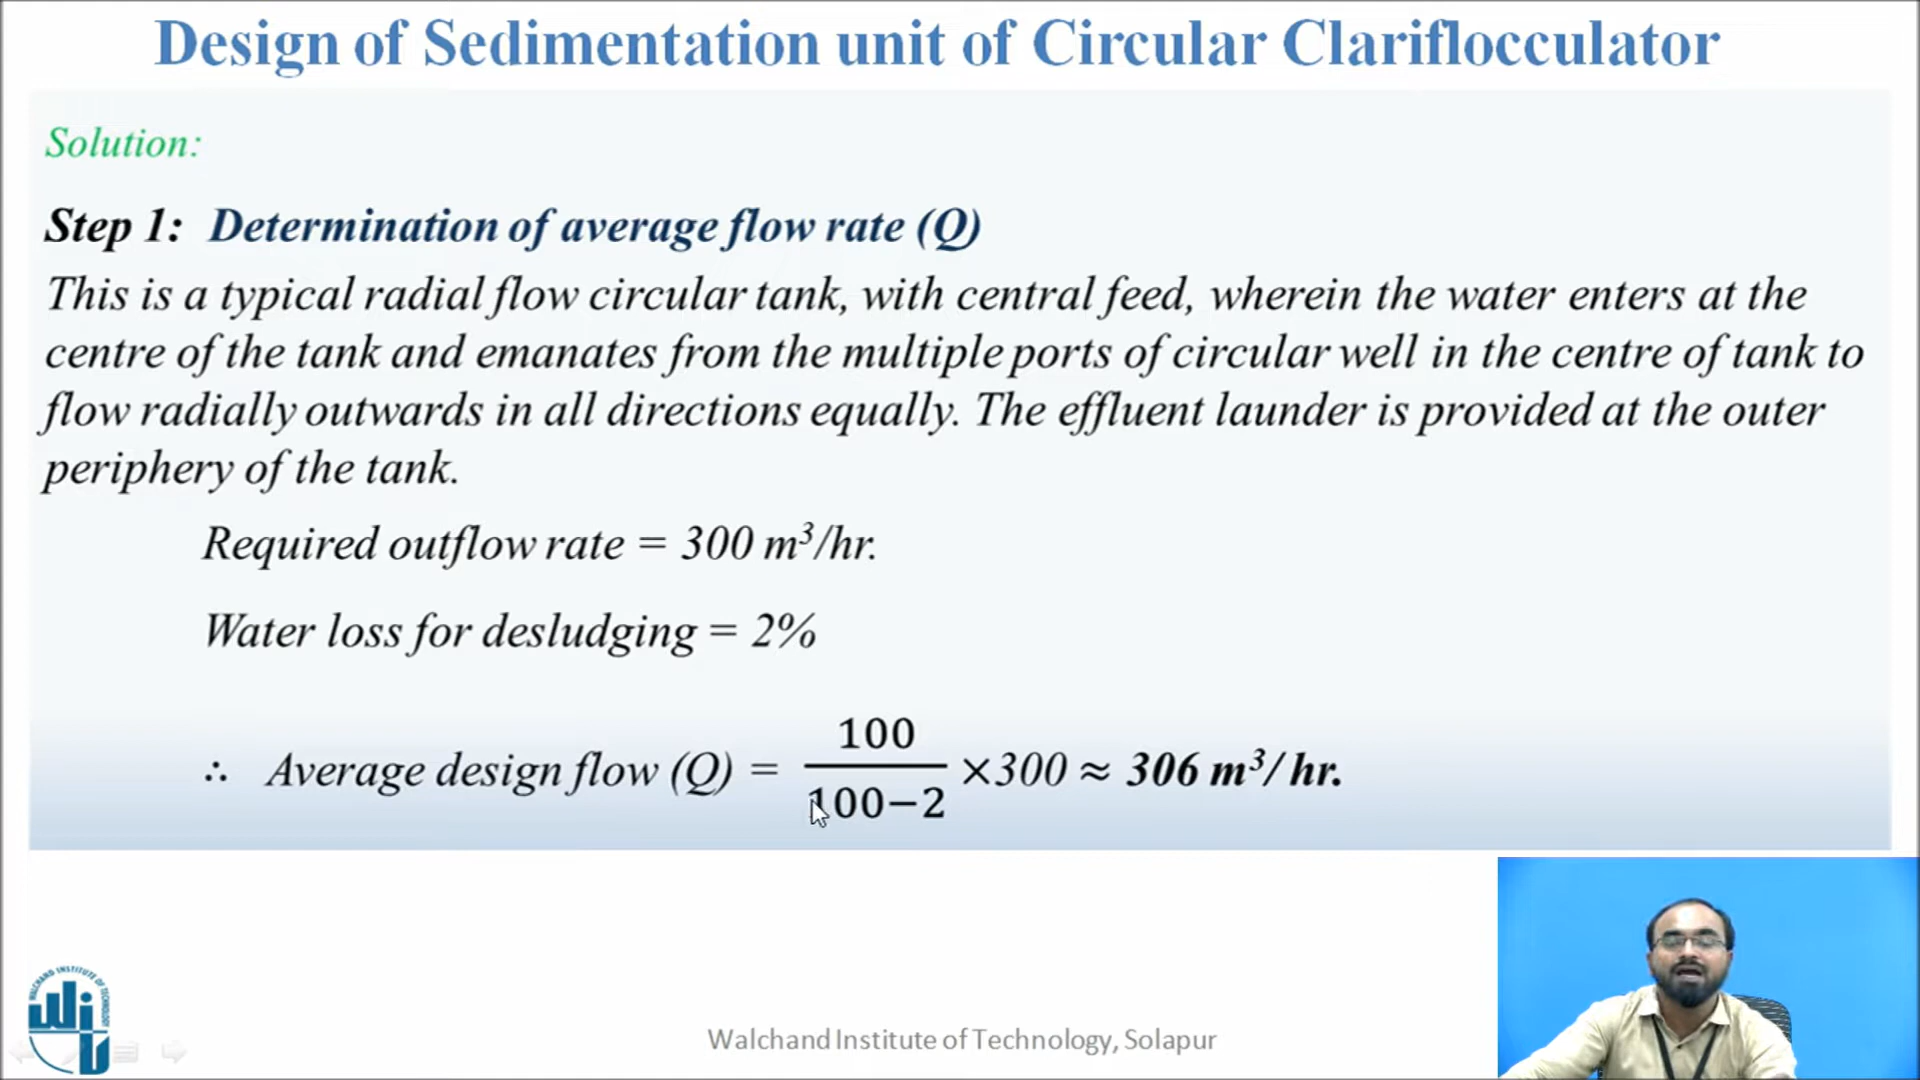 Design of Sedimentation unit of Circular Clariflocculator
Solution:
Step 1: Determination of average flow rate (Q)
This is a typical radial flow circular tank, with central feed, wherein the water enters at the
centre of the tank and emanates from the multiple ports of circular well in the centre of tank to
flow radially outwards in all directions equally. The effluent launder is provided at the outer
periphery of the tank.
Required outflow rate = 300 m³/hr.
Water loss for desludging = 2%
∴ Average design flow (Q) = 100 / 100−2 ×300 ≈ 306 m³/ hr.
WALCHAND INSTITUTE OF TECHNOLOGY
Walchand Institute of Technology, Solapur